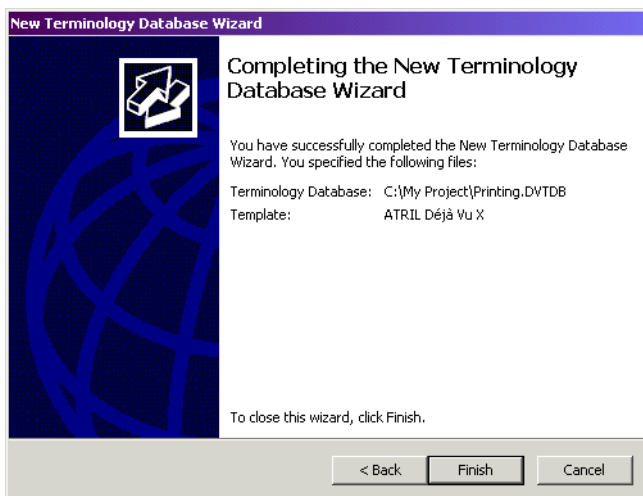 New Terminology Database Wizard
Completing the New Terminology
Database Wizard
You have successfully completed the New Terminology Database
Wizard. You specified the following files:
Terminology Database: C:\My Project\Printing.DVTDB
Template: ATRIL Déjà Vu X
To close this wizard, click Finish.
< Back Finish Cancel